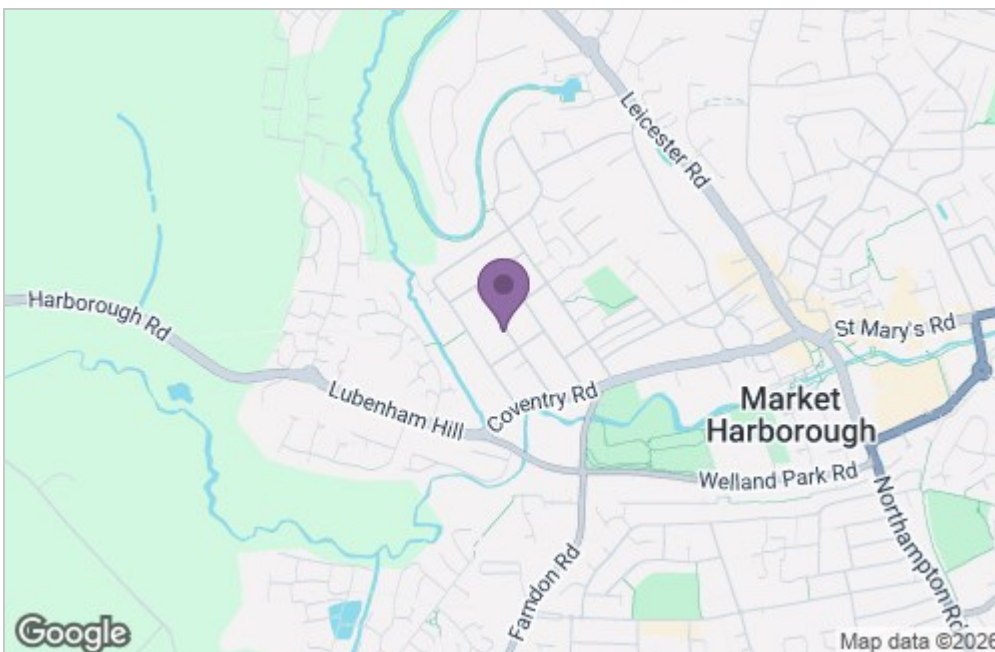 Leicester Rd
Harborough Rd
St Mary's Rd
Lubenham Hill
Coventry Rd
Market
Harborough
Welland Park Rd
Northampton Rd
Farndon Rd
Google
Map data ©2026